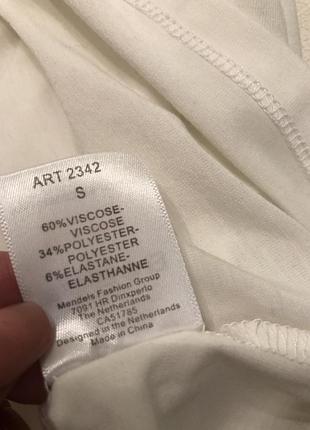 ART 2342
S
60%VISCOSE-
VISCOSE
34%POLYESTER-
POLYESTER
6%ELASTANE-
ELASTHANNE
Mendels Fashion Group
7091 HR Dinxperlo
The Netherlands
CA51785
Designed in the Netherlands
Made in China